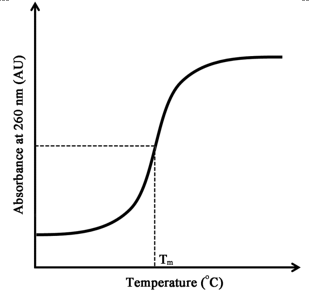 Absorbance at 260 nm (AU)
Tm
Temperature (°C)